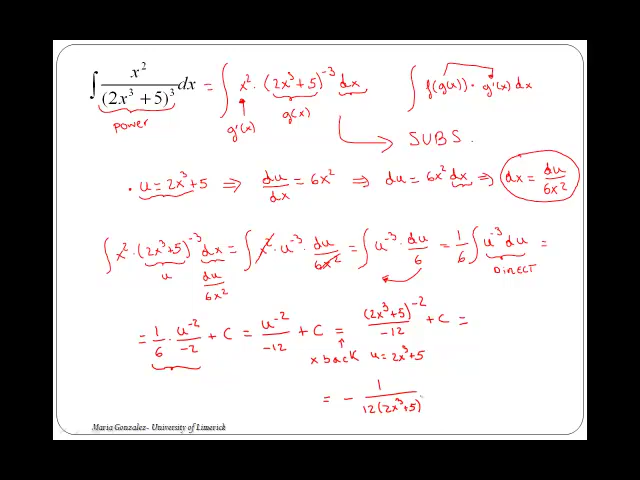 ∫ x² / (2x³ + 5)³ dx = ∫ x² · (2x³ + 5)⁻³ dx   ∫ f(g(x)) · g'(x) dx
power   g'(x)   g(x)
SUBS.
· u = 2x³ + 5 ⇒ du/dx = 6x² ⇒ du = 6x² dx ⇒ dx = du/6x²
∫ x² · (2x³ + 5)⁻³ dx = ∫ x² · u⁻³ · du/6x² = ∫ u⁻³ · du/6 = 1/6 ∫ u⁻³ du =
u   du/6x²   DIRECT
= 1/6 · u⁻²/-2 + C = u⁻²/-12 + C = (2x³ + 5)⁻²/-12 + C =
x back u = 2x³ + 5
= - 1/12(2x³ + 5)
Maria Gonzalez- University of Limerick